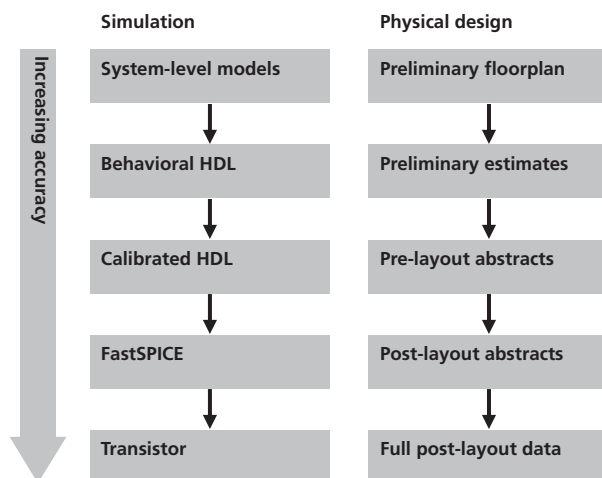 Simulation
Physical design
Increasing accuracy
System-level models
Preliminary floorplan
Behavioral HDL
Preliminary estimates
Calibrated HDL
Pre-layout abstracts
FastSPICE
Post-layout abstracts
Transistor
Full post-layout data